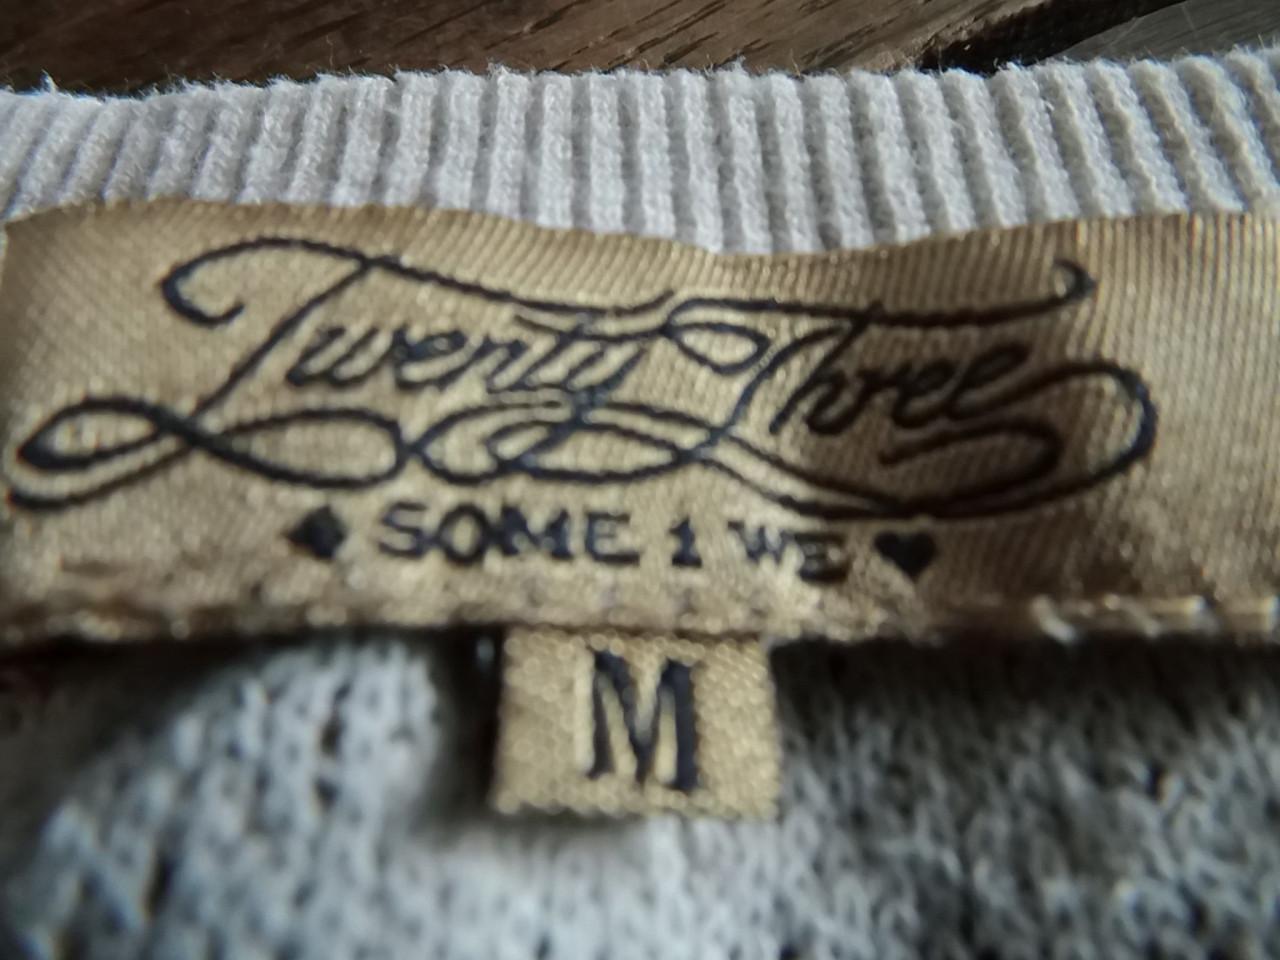 Twenty Three
♠ SOME 1 WE ♥
M